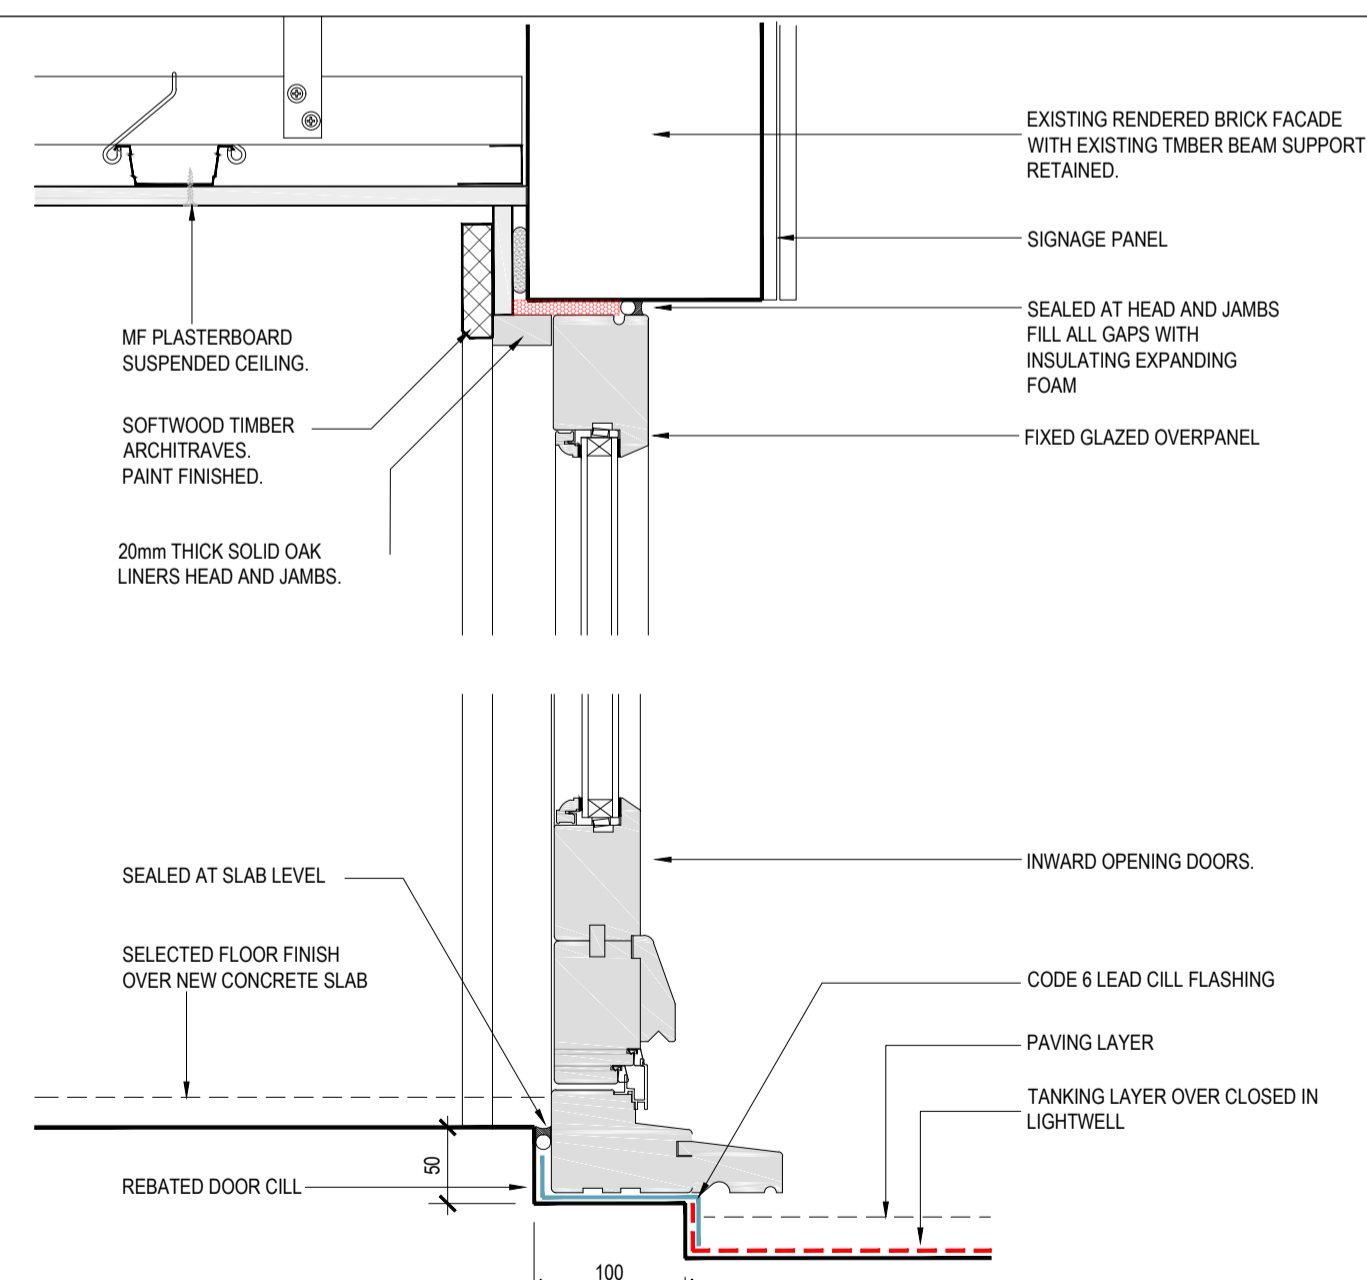 EXISTING RENDERED BRICK FACADE
WITH EXISTING TMBER BEAM SUPPORT
RETAINED.
SIGNAGE PANEL
SEALED AT HEAD AND JAMBS
FILL ALL GAPS WITH
INSULATING EXPANDING
FOAM
FIXED GLAZED OVERPANEL
MF PLASTERBOARD
SUSPENDED CEILING.
SOFTWOOD TIMBER
ARCHITRAVES.
PAINT FINISHED.
20mm THICK SOLID OAK
LINERS HEAD AND JAMBS.
SEALED AT SLAB LEVEL
SELECTED FLOOR FINISH
OVER NEW CONCRETE SLAB
REBATED DOOR CILL
50
100
INWARD OPENING DOORS.
CODE 6 LEAD CILL FLASHING
PAVING LAYER
TANKING LAYER OVER CLOSED IN
LIGHTWELL